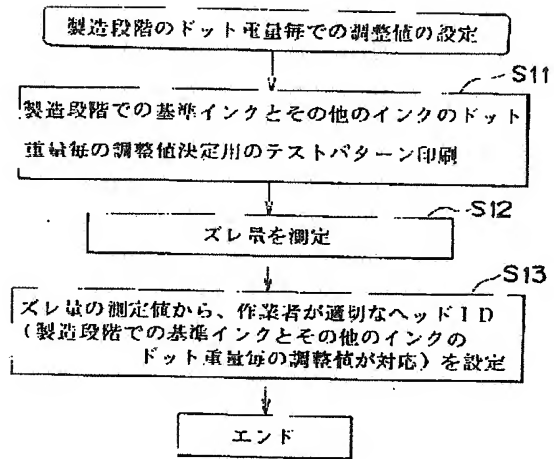 製造段階のドット重量毎での調整値の設定
S11
製造段階での基準インクとその他のインクのドット
重量毎の調整値決定用のテストパターン印刷
S12
ズレ量を測定
S13
ズレ量の測定値から、作業者が適切なヘッドID
(製造段階での基準インクとその他のインクの
ドット重量毎の調整値が対応)を設定
エンド